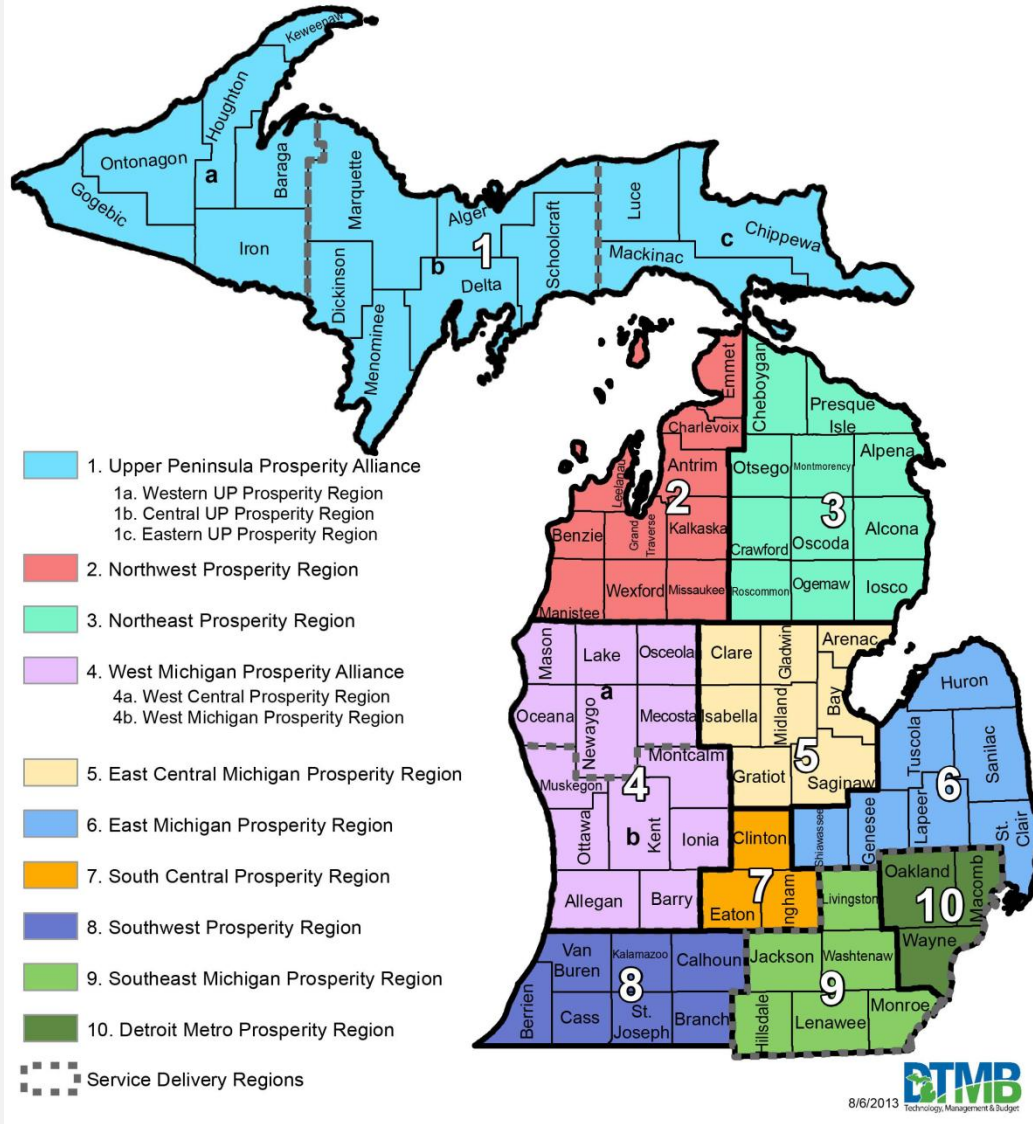 Keweenaw
Houghton
Ontonagon
a
Baraga
Gogebic
Iron
Marquette
Alger
Schoolcraft
Luce
c
Chippewa
1
b
Mackinac
Dickinson
Delta
Menominee
Emmet
Cheboygan
Presque
Isle
Charlevoix
Antrim
Otsego
Montmorency
Alpena
Leelanau
2
3
Benzie
Grand
Traverse
Kalkaska
Crawford
Oscoda
Alcona
Manistee
Wexford
Missaukee
Roscommon
Ogemaw
Iosco
Mason
Lake
Osceola
Clare
Gladwin
Arenac
a
Huron
Oceana
Newaygo
Mecosta
Isabella
Midland
Bay
Tuscola
Sanilac
Montcalm
5
6
Muskegon
4
Gratiot
Saginaw
Ottawa
b
Kent
Ionia
Clinton
Shiawassee
Genesee
Lapeer
St.
Clair
Allegan
Barry
Eaton
7
Ingham
Livingston
Oakland
Macomb
10
Wayne
Van
Buren
Kalamazoo
Calhoun
Jackson
Washtenaw
8
9
Berrien
Cass
St.
Joseph
Branch
Hillsdale
Lenawee
Monroe
1. Upper Peninsula Prosperity Alliance
1a. Western UP Prosperity Region
1b. Central UP Prosperity Region
1c. Eastern UP Prosperity Region
2. Northwest Prosperity Region
3. Northeast Prosperity Region
4. West Michigan Prosperity Alliance
4a. West Central Prosperity Region
4b. West Michigan Prosperity Region
5. East Central Michigan Prosperity Region
6. East Michigan Prosperity Region
7. South Central Prosperity Region
8. Southwest Prosperity Region
9. Southeast Michigan Prosperity Region
10. Detroit Metro Prosperity Region
Service Delivery Regions
8/6/2013
DTMB
Technology, Management & Budget